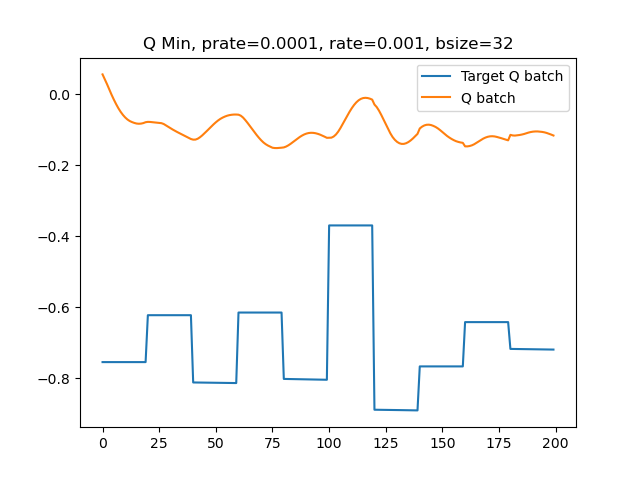 Q Min, prate=0.0001, rate=0.001, bsize=32
Target Q batch
Q batch
0.0
−0.2
−0.4
−0.6
−0.8
0 25 50 75 100 125 150 175 200